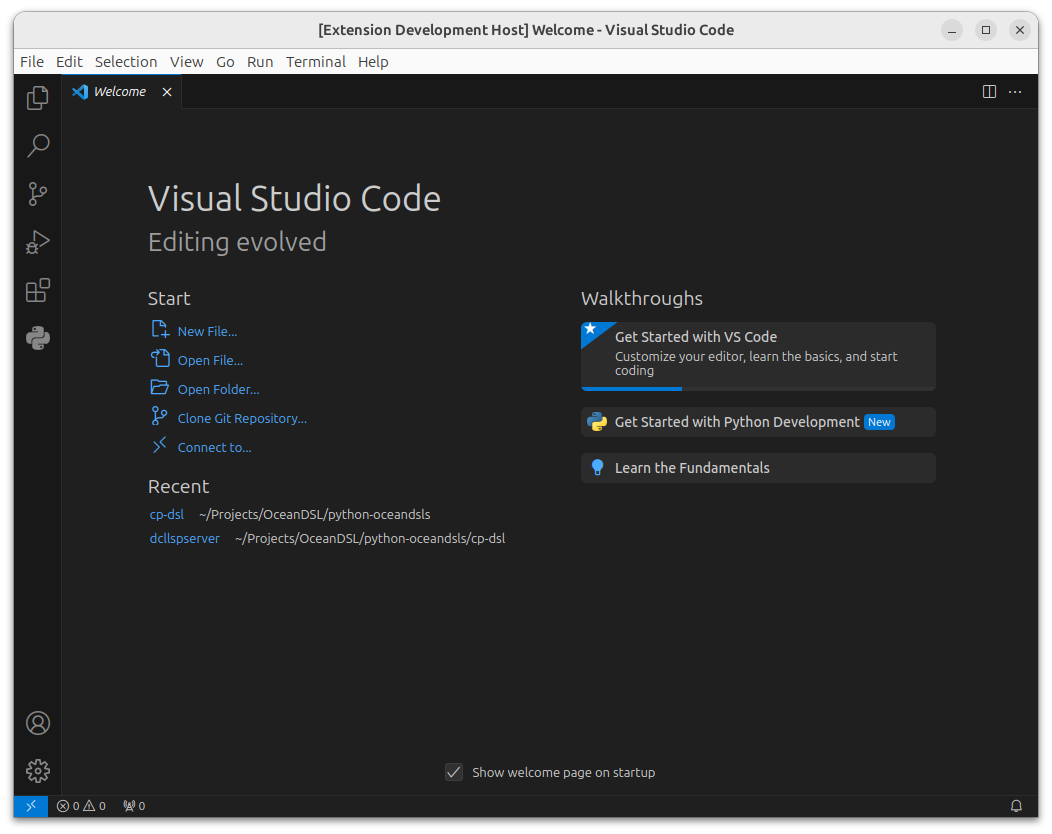 [Extension Development Host] Welcome - Visual Studio Code
File Edit Selection View Go Run Terminal Help
Welcome
Visual Studio Code
Editing evolved
Start
New File...
Open File...
Open Folder...
Clone Git Repository...
Connect to...
Recent
cp-dsl ~/Projects/OceanDSL/python-oceandsls
dcllspserver ~/Projects/OceanDSL/python-oceandsls/cp-dsl
Walkthroughs
Get Started with VS Code
Customize your editor, learn the basics, and start
coding
Get Started with Python Development New
Learn the Fundamentals
Show welcome page on startup
0 0 0